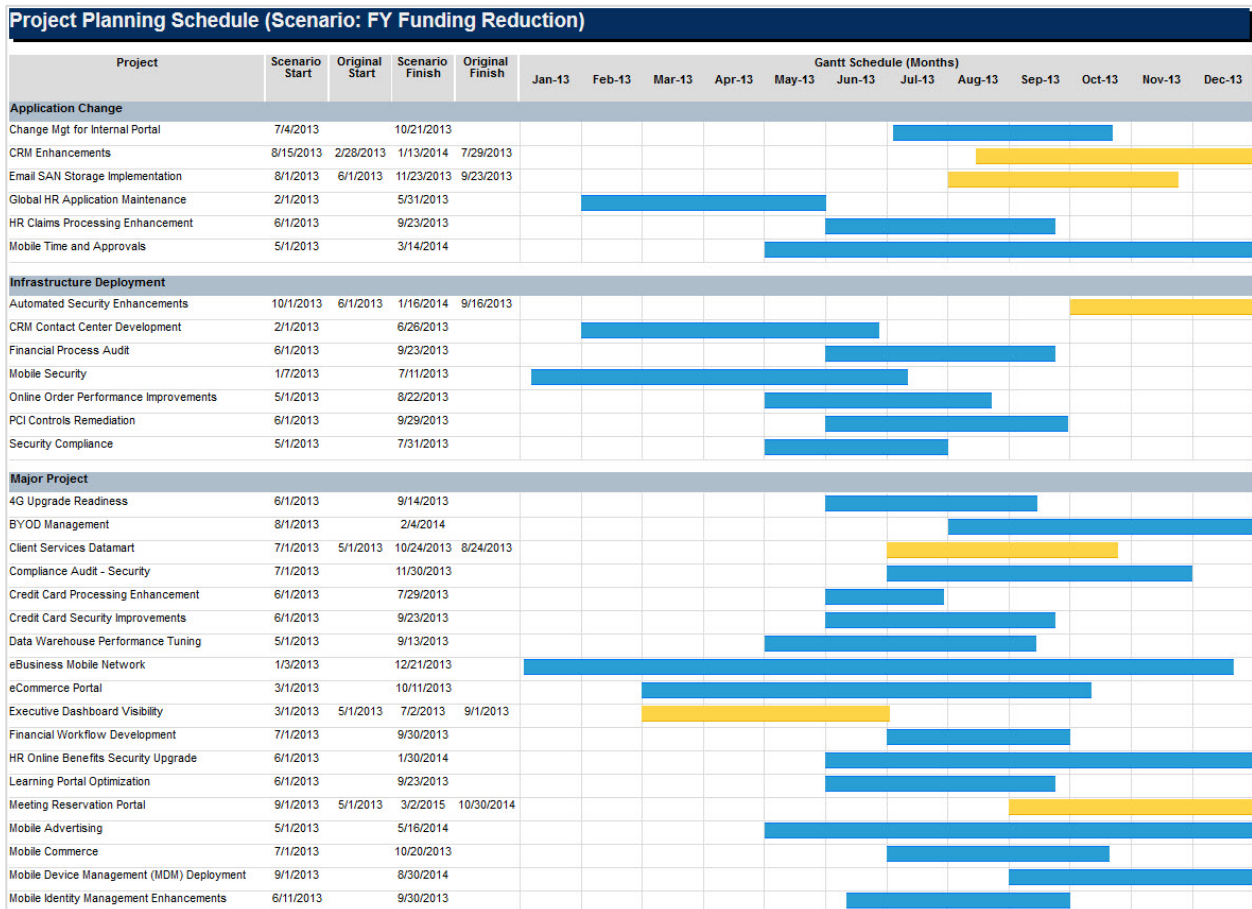 Project Planning Schedule (Scenario: FY Funding Reduction)
Project Scenario Start Original Start Scenario Finish Original Finish Gantt Schedule (Months)
Jan-13 Feb-13 Mar-13 Apr-13 May-13 Jun-13 Jul-13 Aug-13 Sep-13 Oct-13 Nov-13 Dec-13
Application Change
Change Mgt for Internal Portal 7/4/2013 10/21/2013
CRM Enhancements 8/15/2013 2/28/2013 1/13/2014 7/29/2013
Email SAN Storage Implementation 8/1/2013 6/1/2013 11/23/2013 9/23/2013
Global HR Application Maintenance 2/1/2013 5/31/2013
HR Claims Processing Enhancement 6/1/2013 9/23/2013
Mobile Time and Approvals 5/1/2013 3/14/2014
Infrastructure Deployment
Automated Security Enhancements 10/1/2013 6/1/2013 1/16/2014 9/16/2013
CRM Contact Center Development 2/1/2013 6/26/2013
Financial Process Audit 6/1/2013 9/23/2013
Mobile Security 1/7/2013 7/11/2013
Online Order Performance Improvements 5/1/2013 8/22/2013
PCI Controls Remediation 6/1/2013 9/29/2013
Security Compliance 5/1/2013 7/31/2013
Major Project
4G Upgrade Readiness 6/1/2013 9/14/2013
BYOD Management 8/1/2013 2/4/2014
Client Services Datamart 7/1/2013 5/1/2013 10/24/2013 8/24/2013
Compliance Audit - Security 7/1/2013 11/30/2013
Credit Card Processing Enhancement 6/1/2013 7/29/2013
Credit Card Security Improvements 6/1/2013 9/23/2013
Data Warehouse Performance Tuning 5/1/2013 9/13/2013
eBusiness Mobile Network 1/3/2013 12/21/2013
eCommerce Portal 3/1/2013 10/11/2013
Executive Dashboard Visibility 3/1/2013 5/1/2013 7/2/2013 9/1/2013
Financial Workflow Development 7/1/2013 9/30/2013
HR Online Benefits Security Upgrade 6/1/2013 1/30/2014
Learning Portal Optimization 6/1/2013 9/23/2013
Meeting Reservation Portal 9/1/2013 5/1/2013 3/2/2015 10/30/2014
Mobile Advertising 5/1/2013 5/16/2014
Mobile Commerce 7/1/2013 10/20/2013
Mobile Device Management (MDM) Deployment 9/1/2013 8/30/2014
Mobile Identity Management Enhancements 6/11/2013 9/30/2013